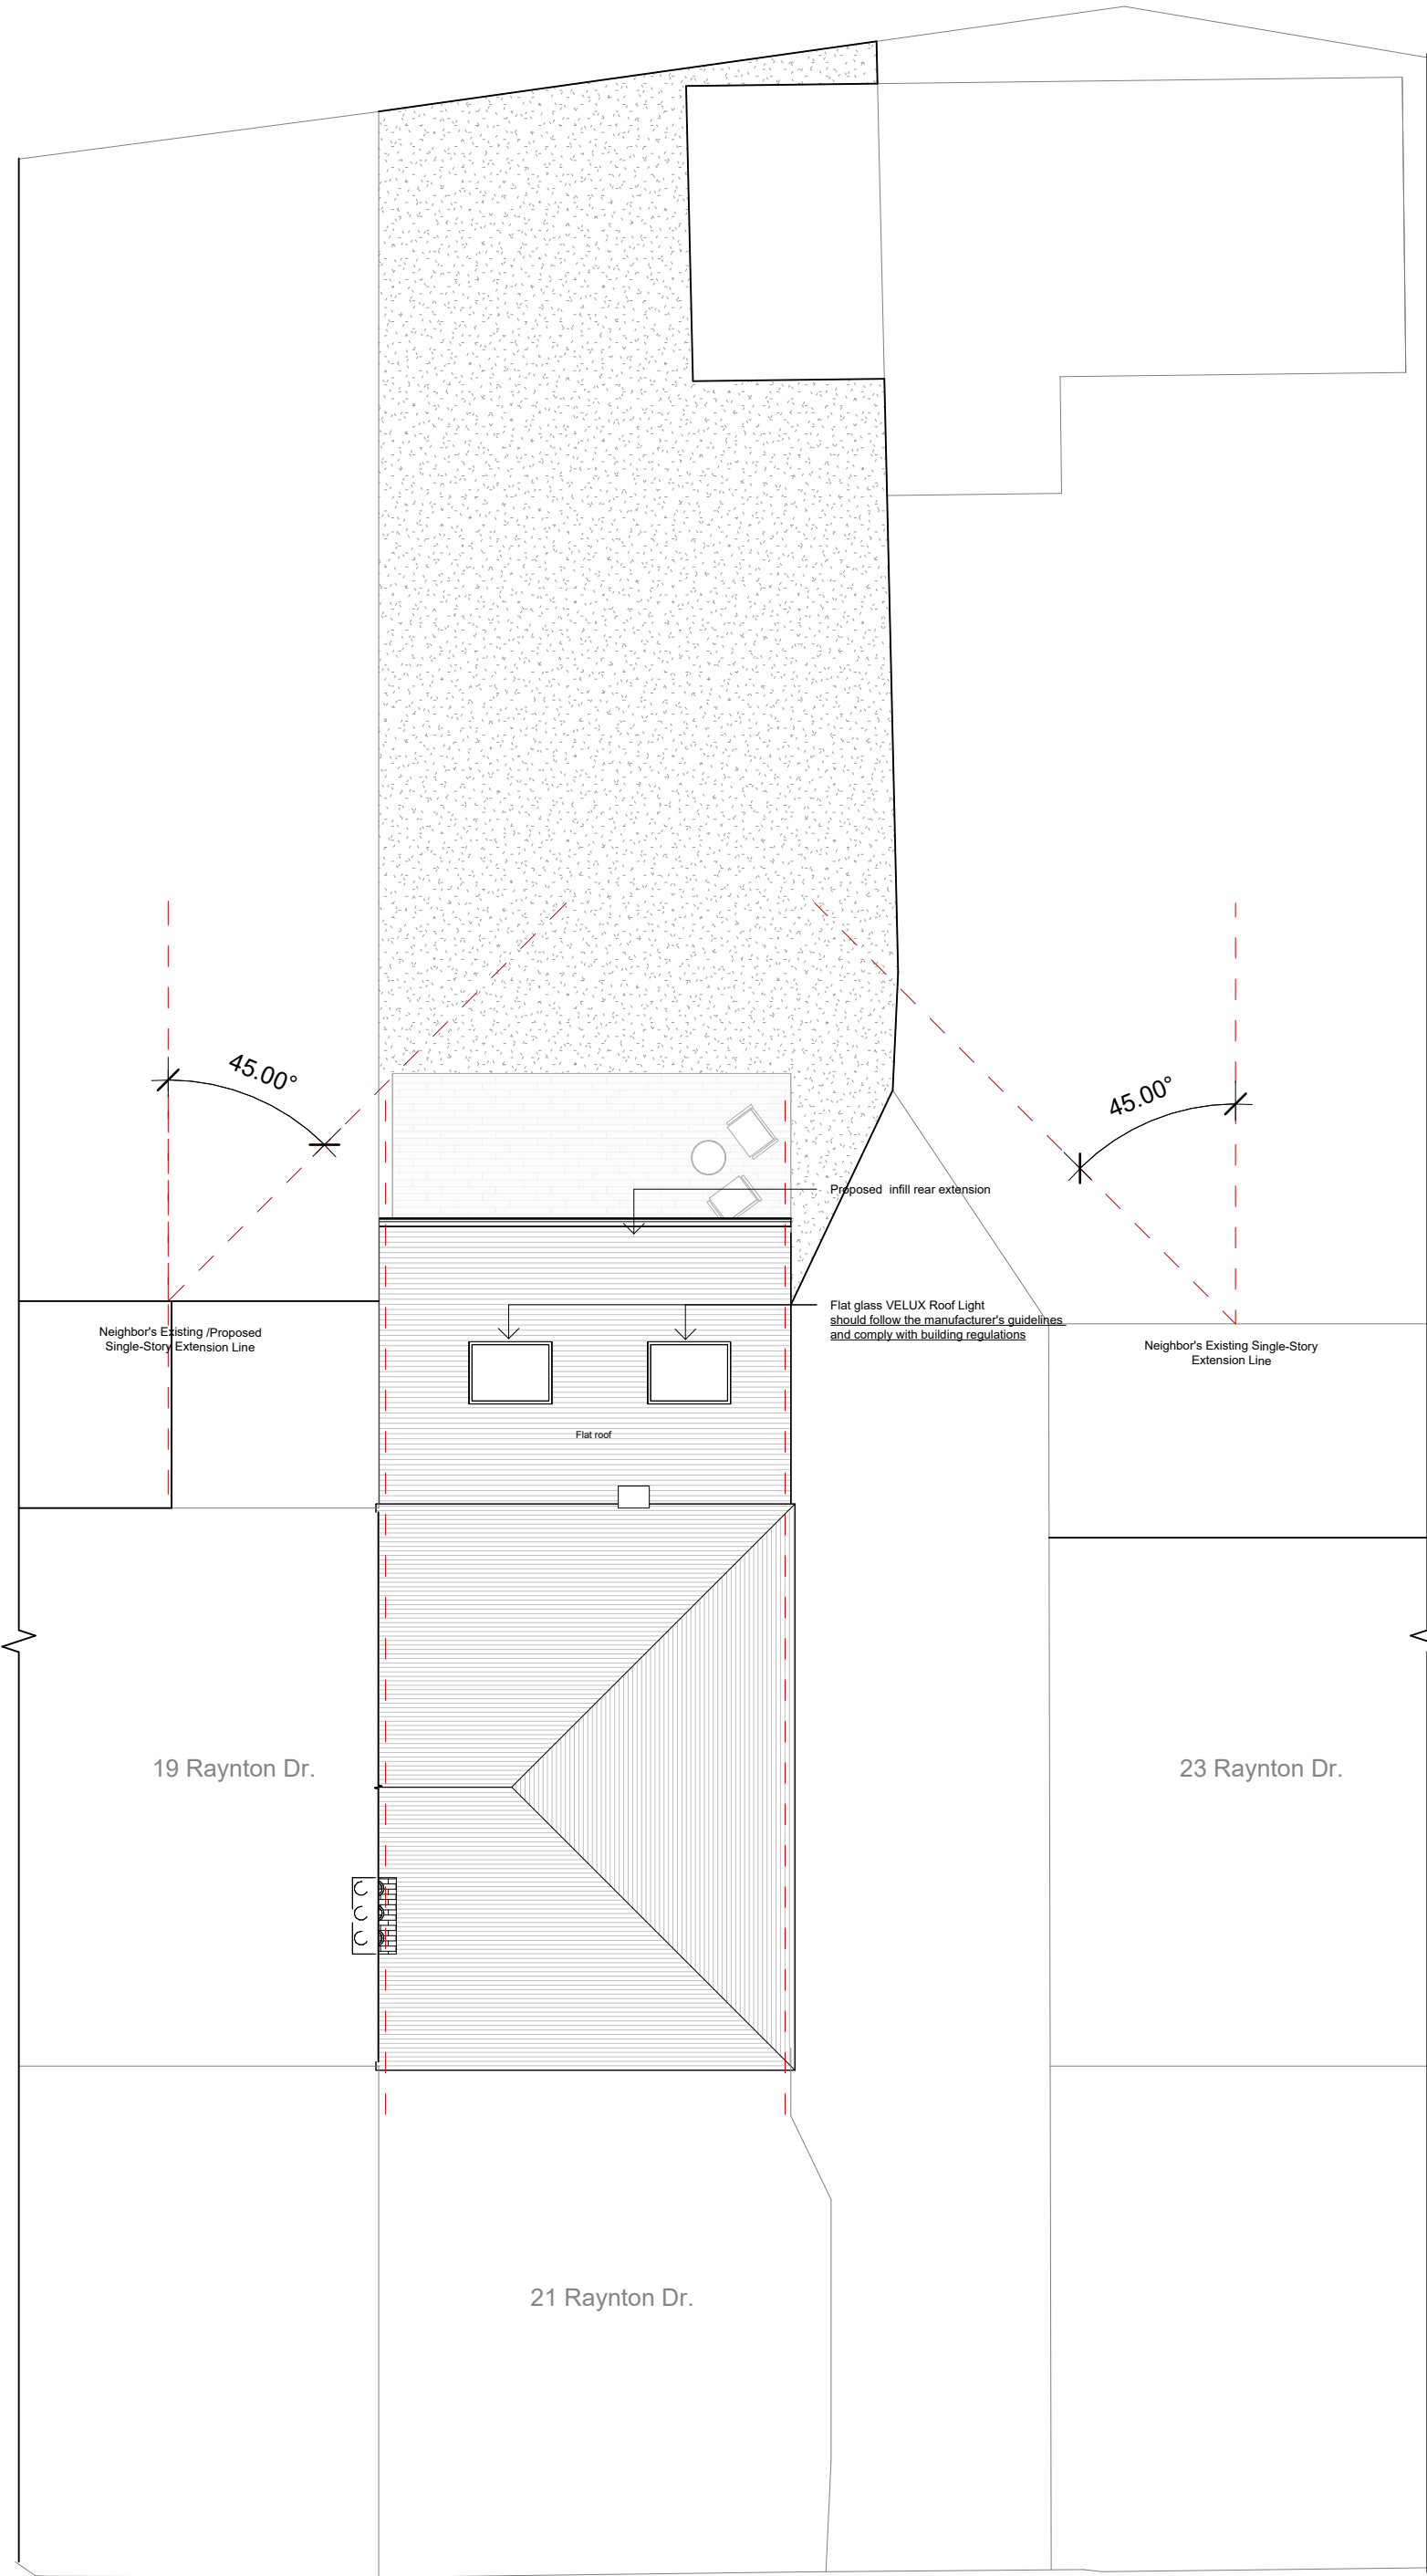 45.00°
45.00°
Proposed infill rear extension
Flat glass VELUX Roof Light
should follow the manufacturer's guidelines
and comply with building regulations
Neighbor's Existing /Proposed
Single-Story Extension Line
Neighbor's Existing Single-Story
Extension Line
Flat roof
19 Raynton Dr.
23 Raynton Dr.
21 Raynton Dr.